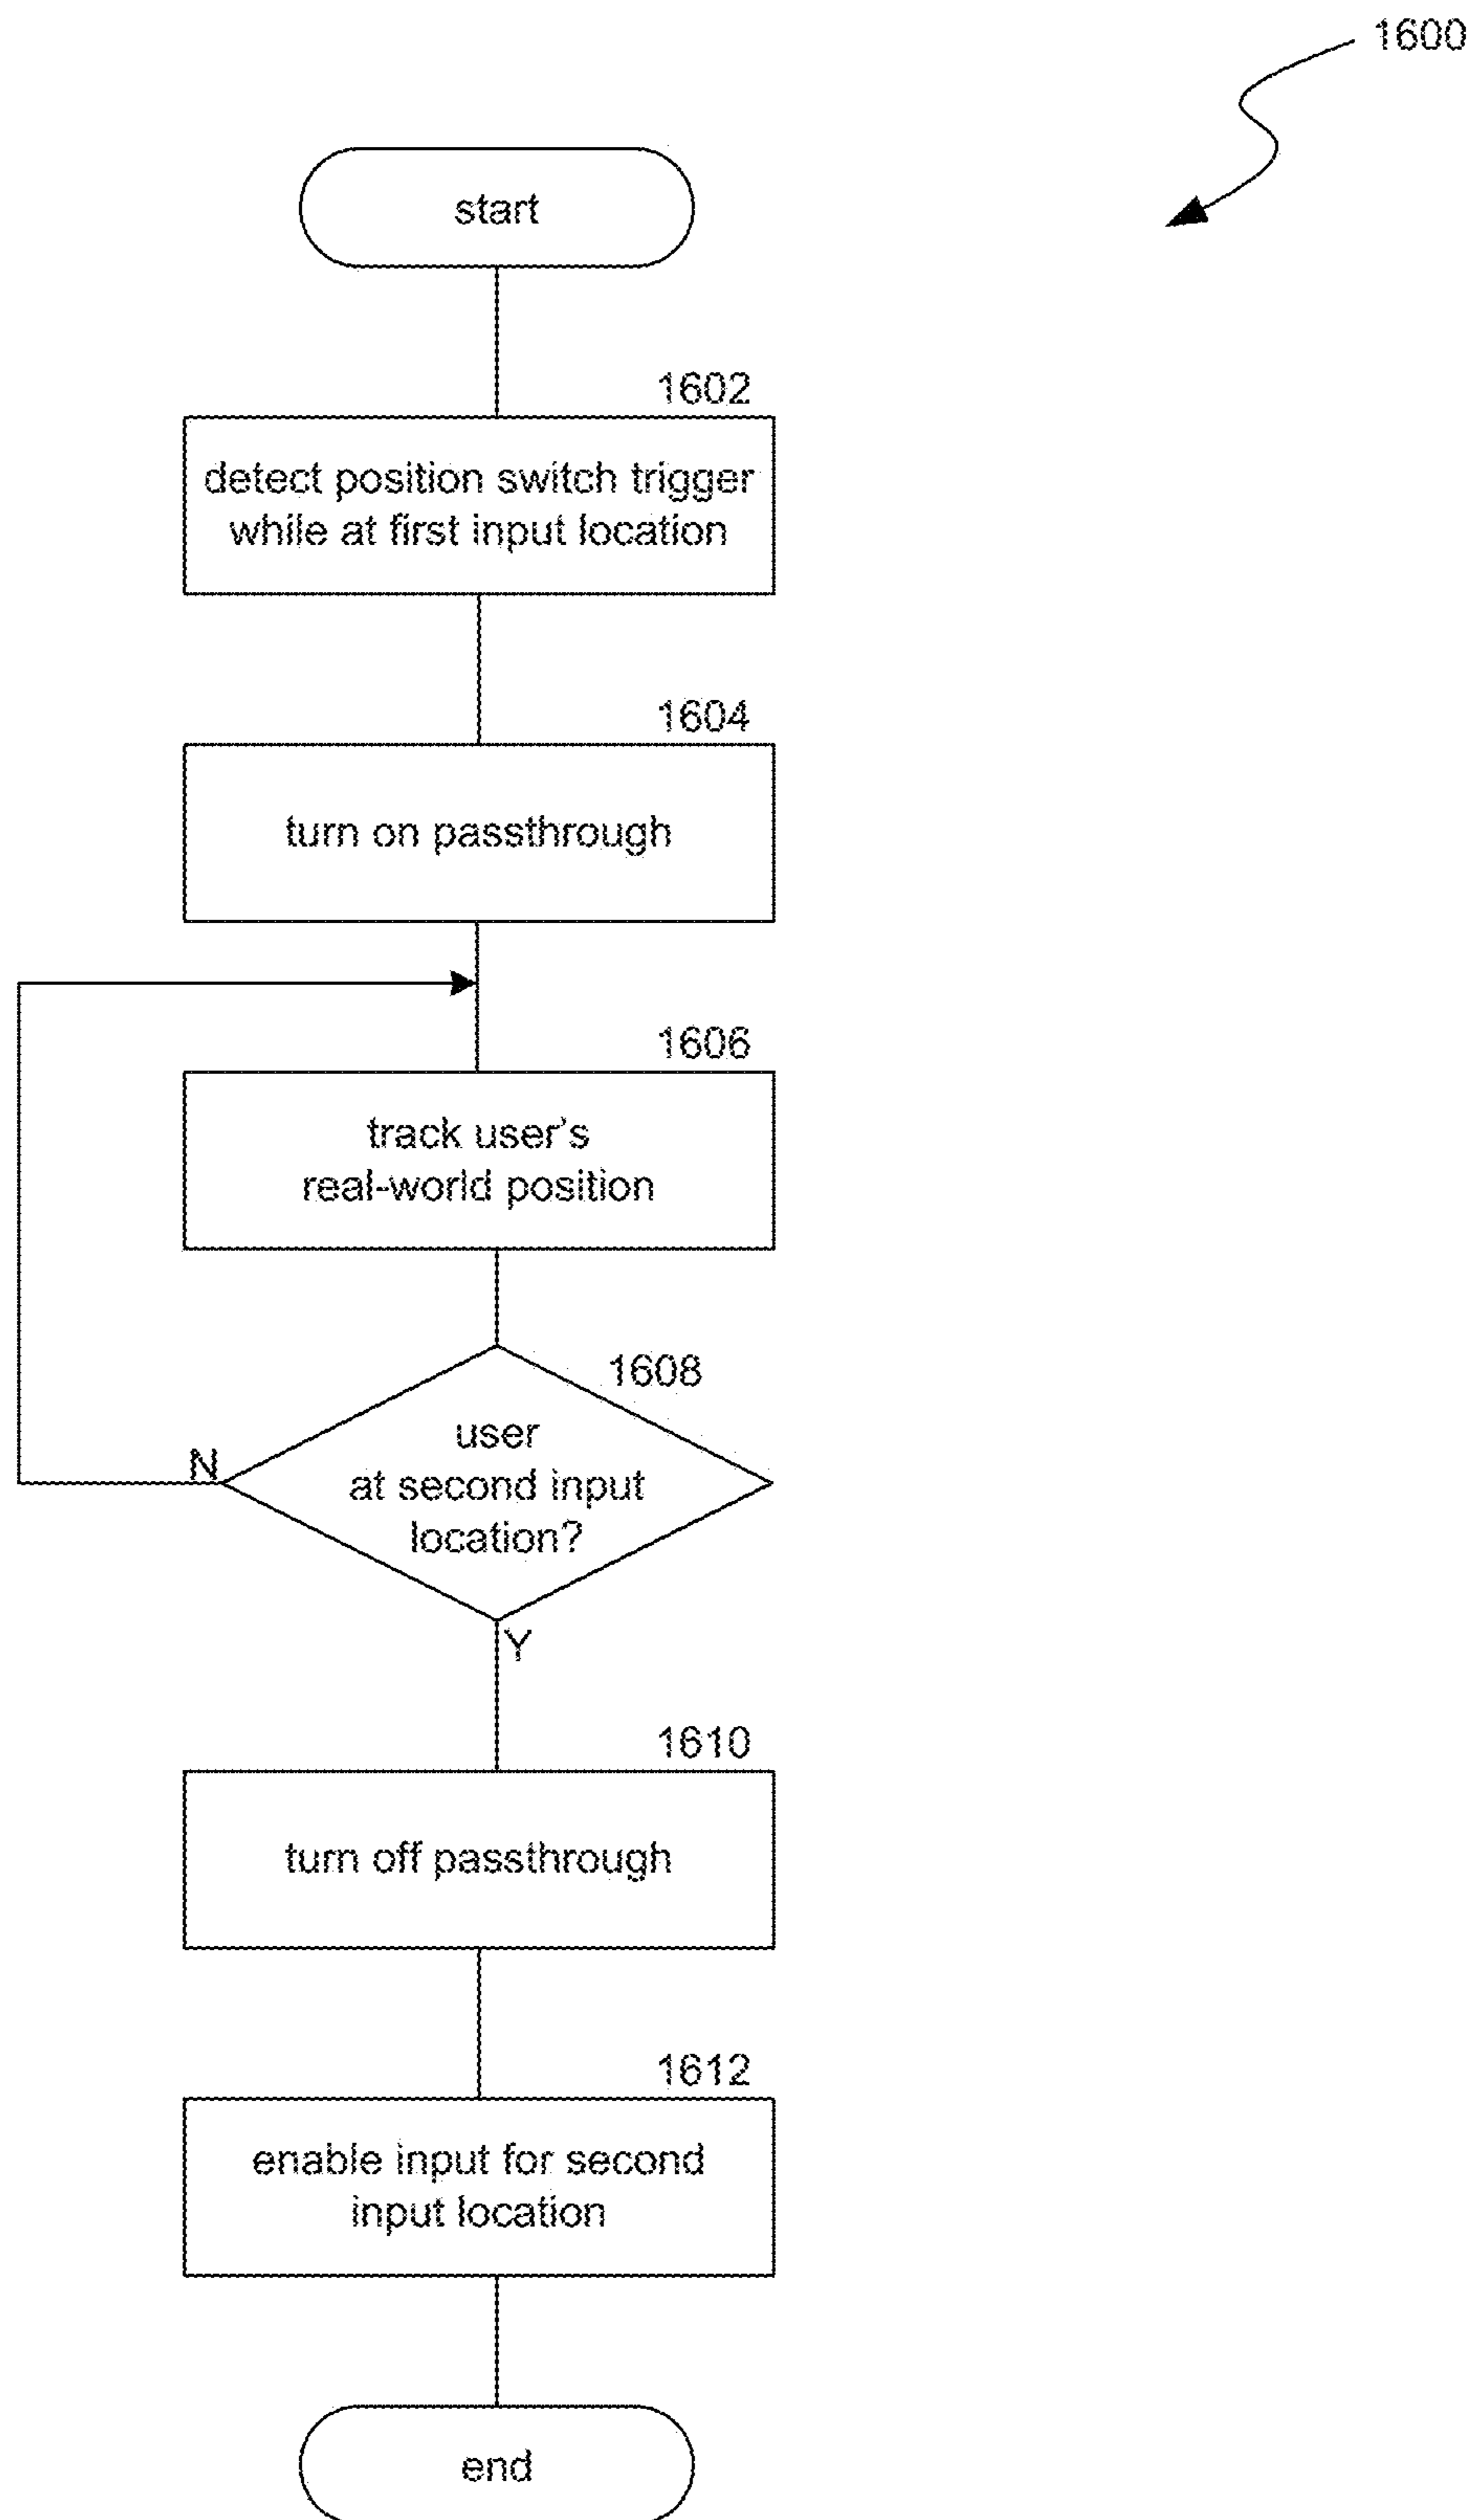 1600
start
1602
detect position switch trigger
while at first input location
1604
turn on passthrough
1606
track user's
real-world position
1608
user
at second input
location?
N
Y
1610
turn off passthrough
1612
enable input for second
input location
end